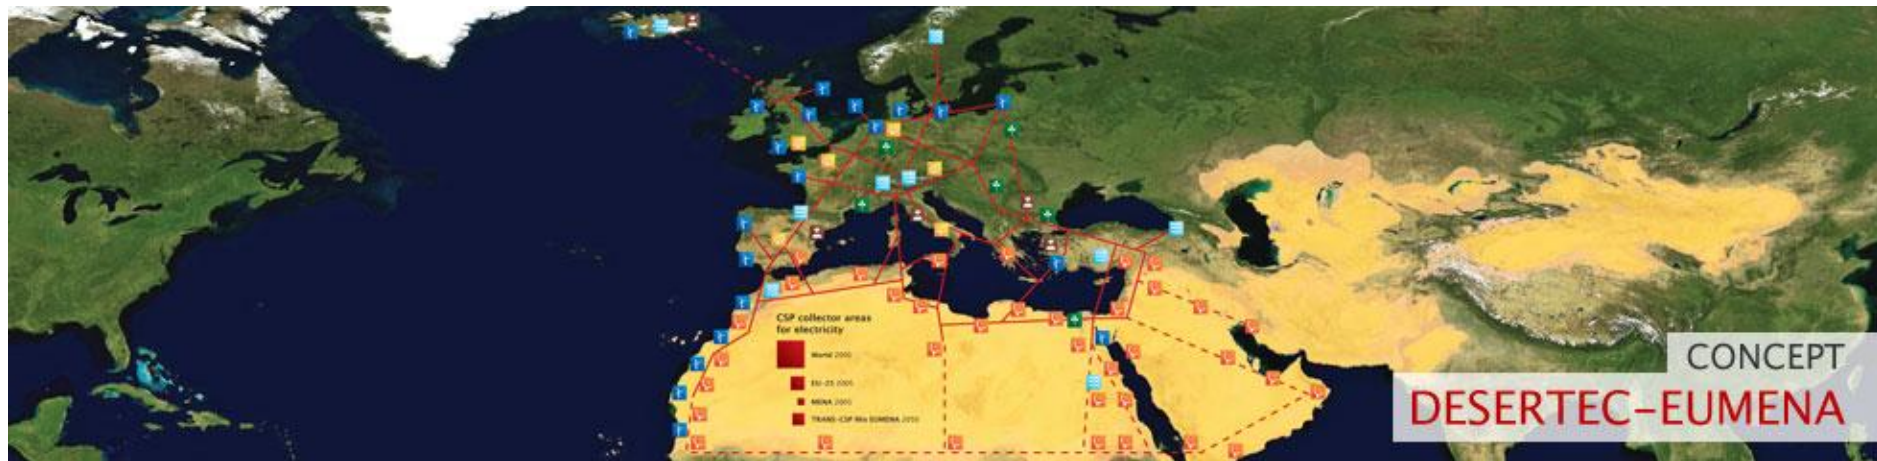 CSP collector areas
for electricity
World 2005
EU-25 2005
MENA 2005
TRANS-CSP Mix EUMENA 2050
CONCEPT
DESERTEC-EUMENA